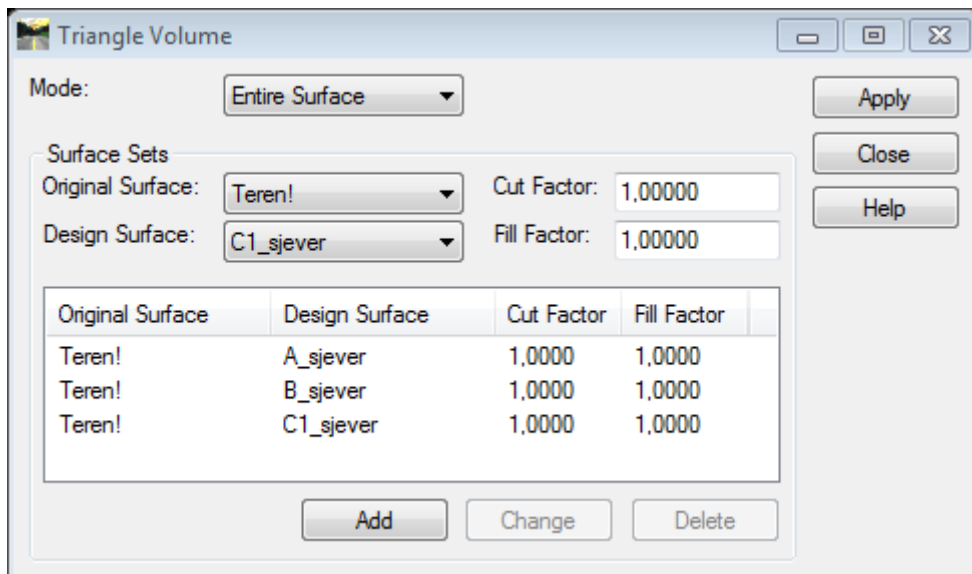 Triangle Volume
Mode: Entire Surface Apply
Surface Sets Close
Original Surface: Teren! Cut Factor: 1,00000 Help
Design Surface: C1_sjever Fill Factor: 1,00000
Original Surface Design Surface Cut Factor Fill Factor
Teren! A_sjever 1,0000 1,0000
Teren! B_sjever 1,0000 1,0000
Teren! C1_sjever 1,0000 1,0000
Add Change Delete